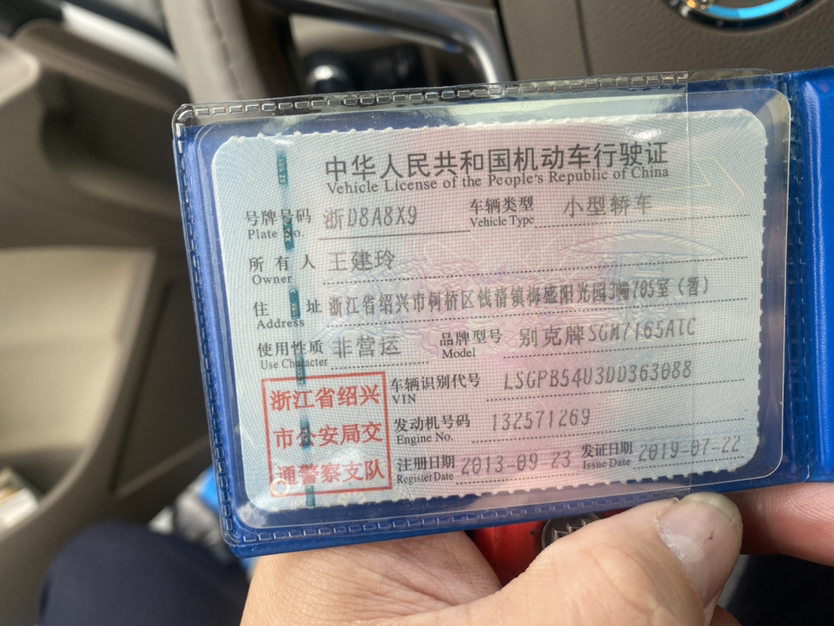 中华人民共和国机动车行驶证
Vehicle License of the People's Republic of China
号牌号码 浙D8A8X9 车辆类型 小型轿车
Plate No. Vehicle Type
所有人 王建玲
Owner
住址 浙江省绍兴市柯桥区钱清镇梅盛阳光园3幢705室（暂）
Address
使用性质 非营运 品牌型号 别克牌SGM7165ATC
Use Character Model
浙江省绍兴
市公安局交
通警察支队
车辆识别代号 LSGPB54U3DD363088
VIN
发动机号码 132571269
Engine No.
注册日期 2013-09-23 发证日期 2019-07-22
Register Date Issue Date